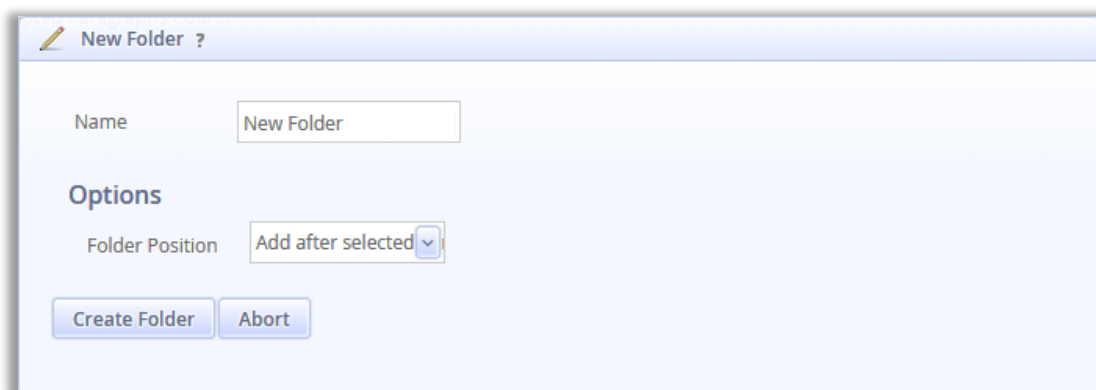 New Folder ?
Name New Folder
Options
Folder Position Add after selected
Create Folder Abort